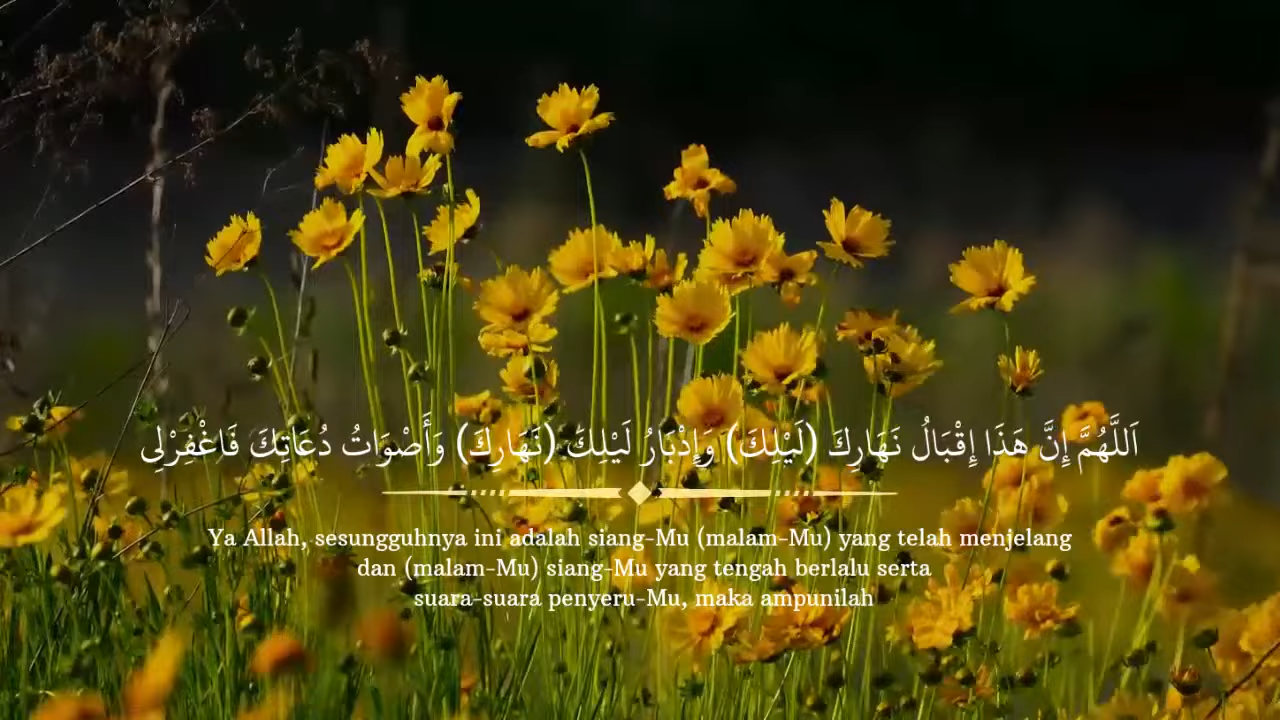 اَللَّهُمَّ إِنَّ هَذَا إِقْبَالُ نَهَارِكَ (لَيْلِكَ) وَإِدْبَارُ لَيْلِكَ (نَهَارِكَ) وَأَصْوَاتُ دُعَاتِكَ فَاغْفِرْلِى
Ya Allah, sesungguhnya ini adalah siang-Mu (malam-Mu) yang telah menjelang
dan (malam-Mu) siang-Mu yang tengah berlalu serta
suara-suara penyeru-Mu, maka ampunilah